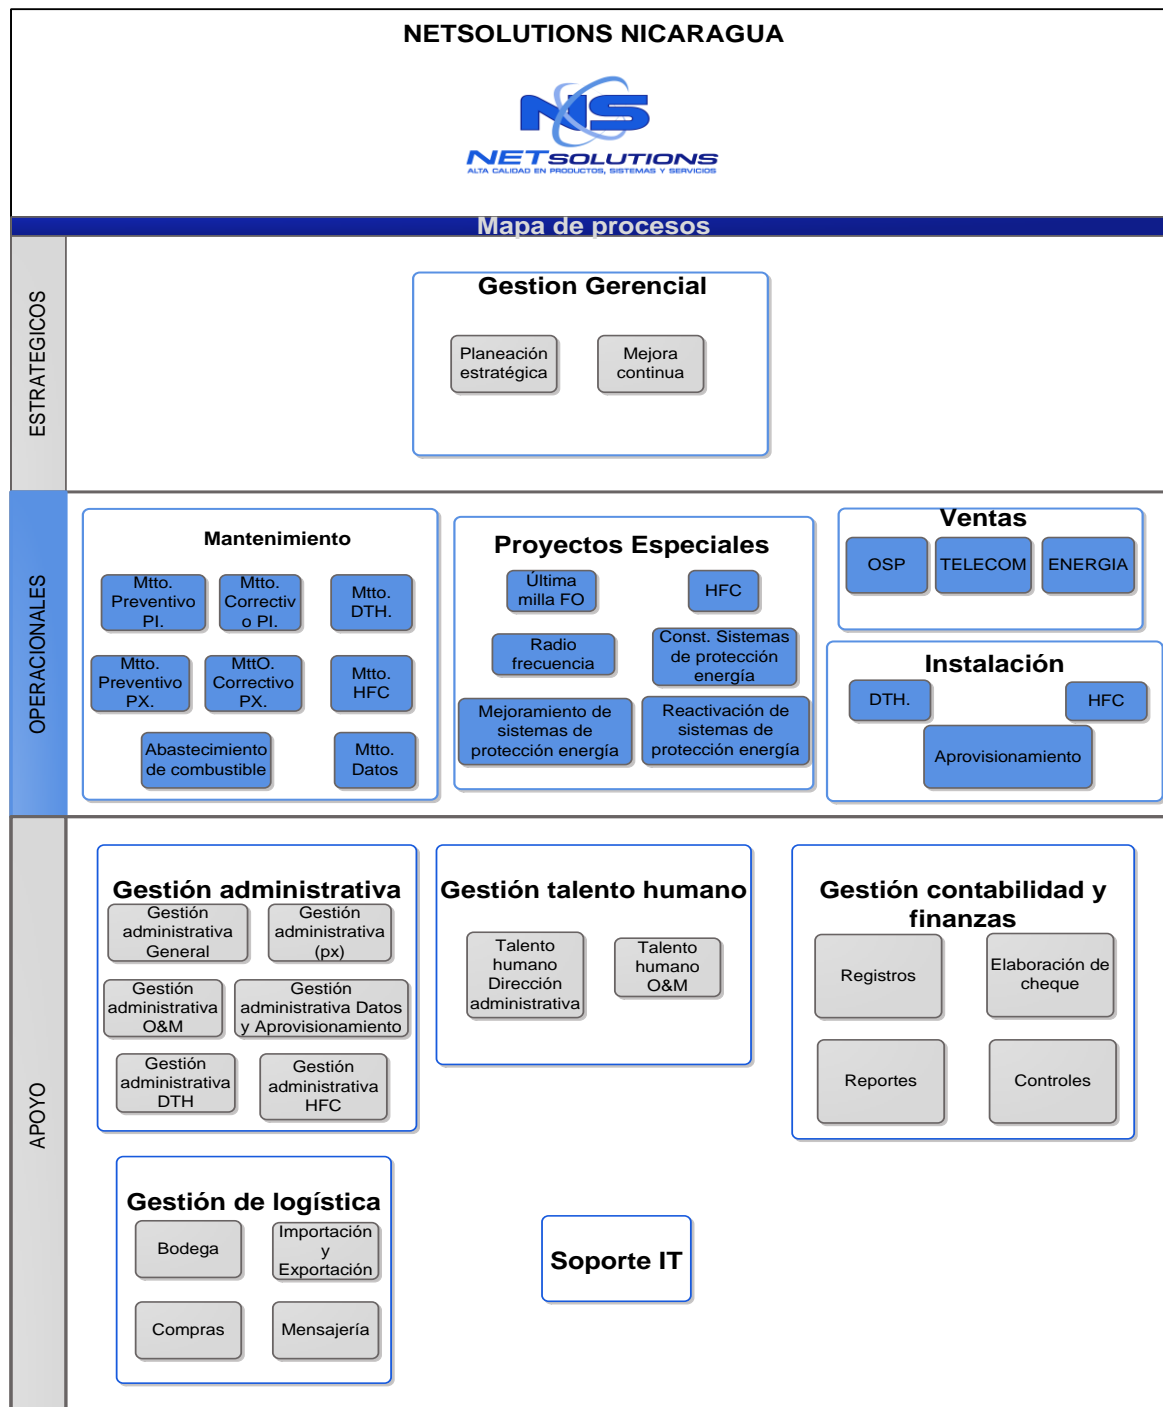 NETSOLUTIONS NICARAGUA
NS
NETSOLUTIONS
ALTA CALIDAD EN PRODUCTOS, SISTEMAS Y SERVICIOS
Mapa de procesos
ESTRATEGICOS
Gestion Gerencial
Planeación
estratégica
Mejora
continua
OPERACIONALES
Mantenimiento
Mtto.
Preventivo
PI.
Mtto.
Correctiv
o PI.
Mtto.
DTH.
Mtto.
Preventivo
PX.
MttO.
Correctivo
PX.
Mtto.
HFC
Abastecimiento
de combustible
Mtto.
Datos
Proyectos Especiales
Última
milla FO
HFC
Radio
frecuencia
Const. Sistemas
de protección
energía
Mejoramiento de
sistemas de
protección energía
Reactivación de
sistemas de
protección energía
Ventas
OSP
TELECOM
ENERGIA
Instalación
DTH.
HFC
Aprovisionamiento
APOYO
Gestión administrativa
Gestión
administrativa
General
Gestión
administrativa
(px)
Gestión
administrativa
O&M
Gestión
administrativa Datos
y Aprovisionamiento
Gestión
administrativa
DTH
Gestión
administrativa
HFC
Gestión talento humano
Talento
humano
Dirección
administrativa
Talento
humano
O&M
Gestión contabilidad y
finanzas
Registros
Elaboración de
cheque
Reportes
Controles
Gestión de logística
Bodega
Importación
y
Exportación
Compras
Mensajería
Soporte IT